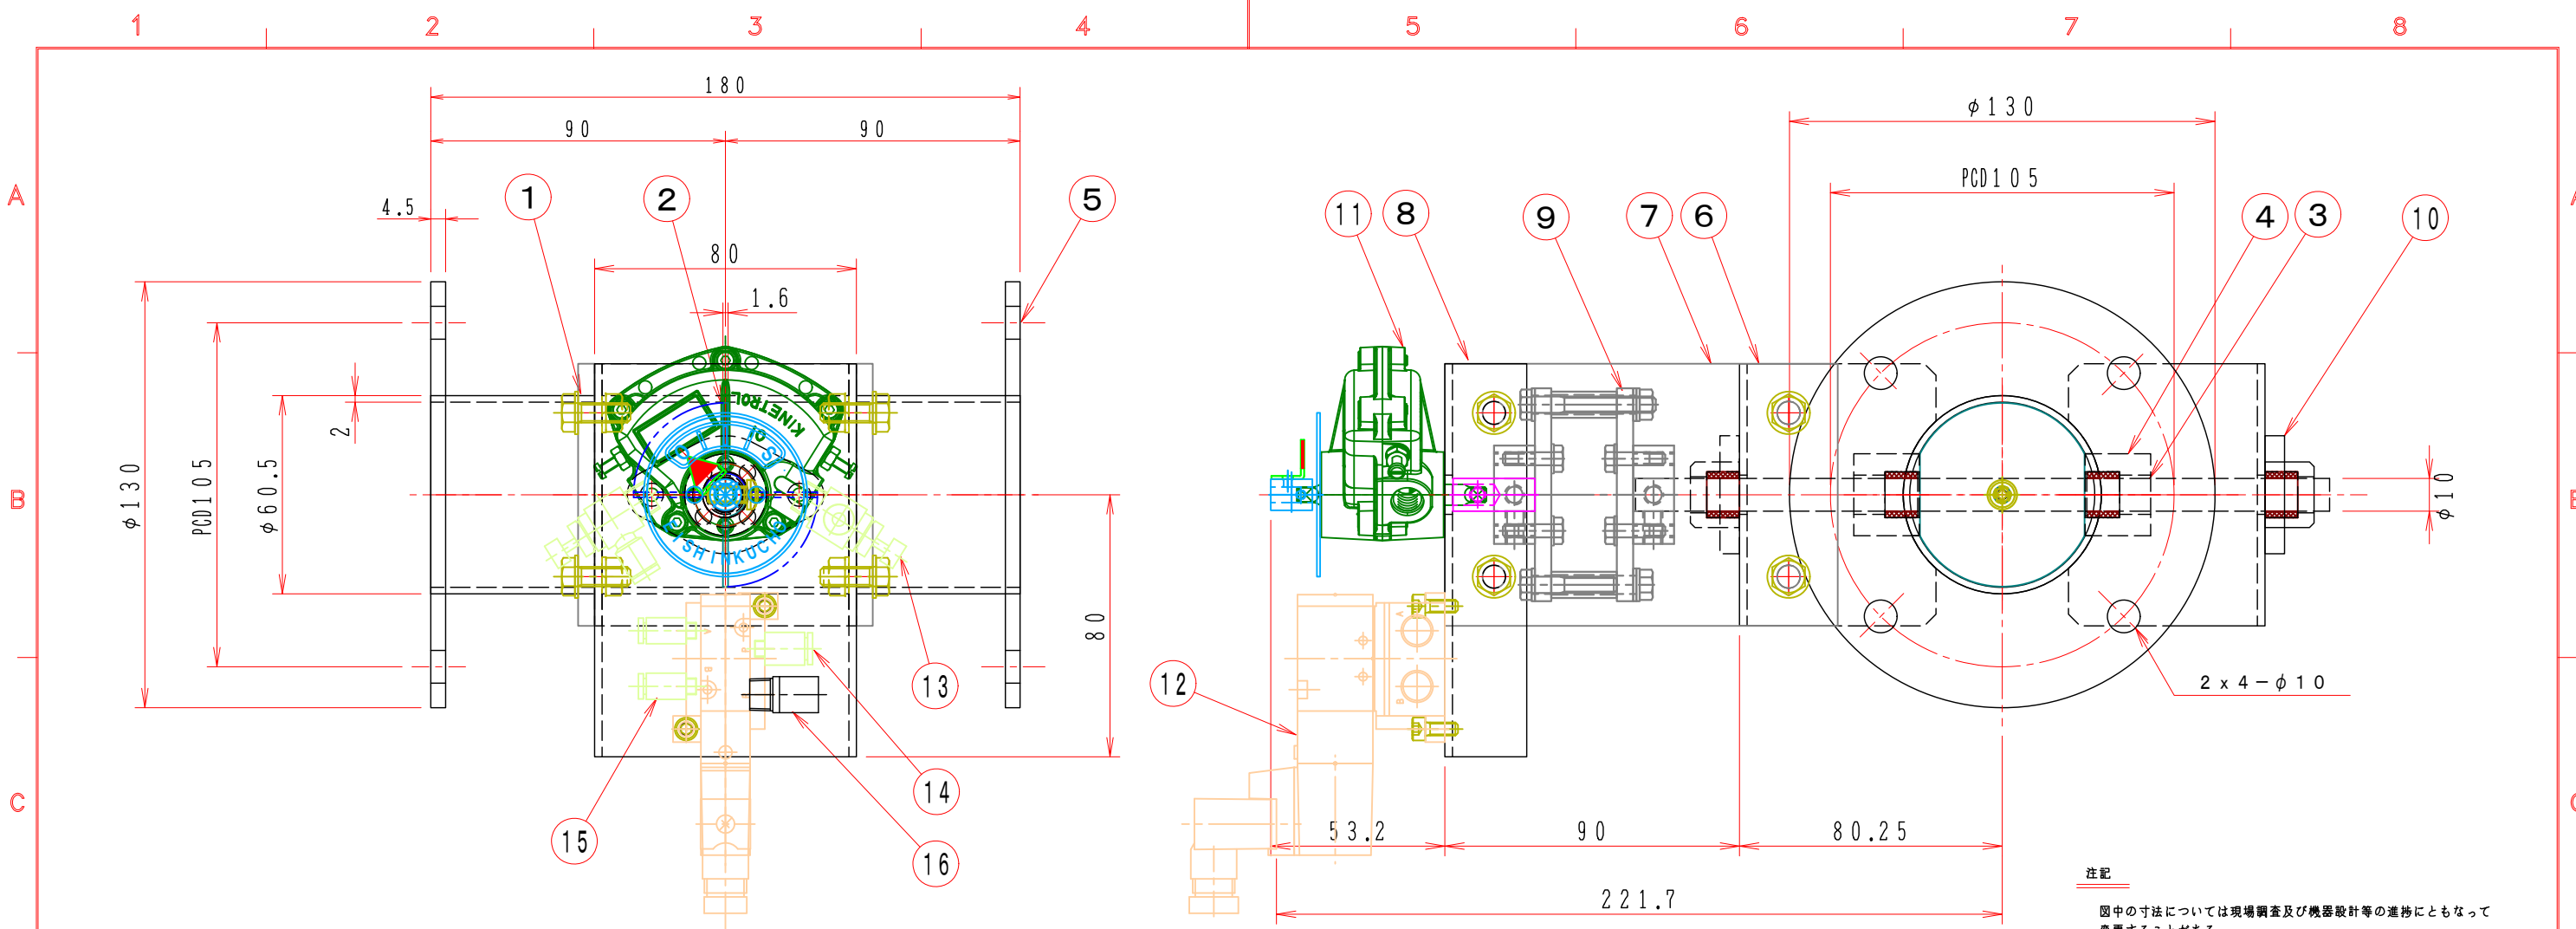 1 2 3 4 5 6 7 8
A
B
C
180
90 90
4.5
80
1.6
φ130
PCD105
φ60.5
2
80
1
2
5
KINETROL
EISHINKUCHO
13
14
15
16
A
B
φ130
PCD105
11
8
9
7
6
4
3
10
φ10
2x4-φ10
12
A
B
53.2
90
80.25
221.7
注記
図中の寸法については現場調査及び機器設計等の進捗にともなって